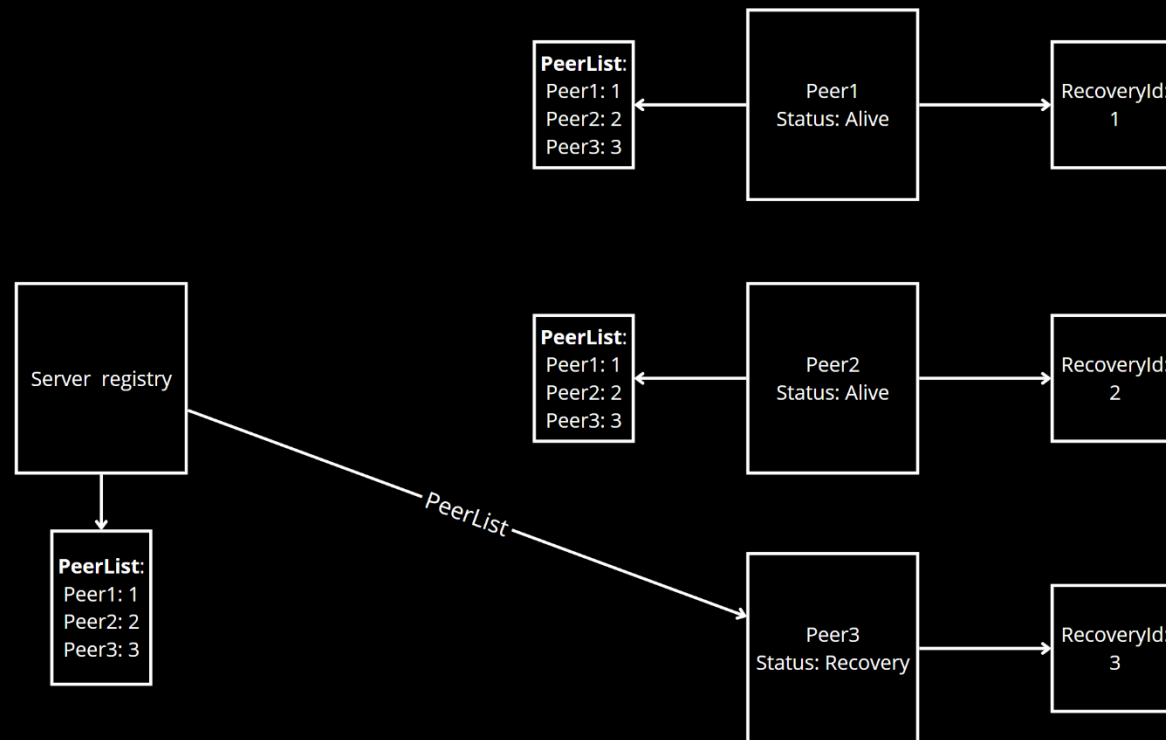 PeerList:
Peer1: 1
Peer2: 2
Peer3: 3
Peer1
Status: Alive
RecoveryId:
1
Server  registry
PeerList:
Peer1: 1
Peer2: 2
Peer3: 3
Peer2
Status: Alive
RecoveryId:
2
PeerList
PeerList:
Peer1: 1
Peer2: 2
Peer3: 3
Peer3
Status: Recovery
RecoveryId:
3